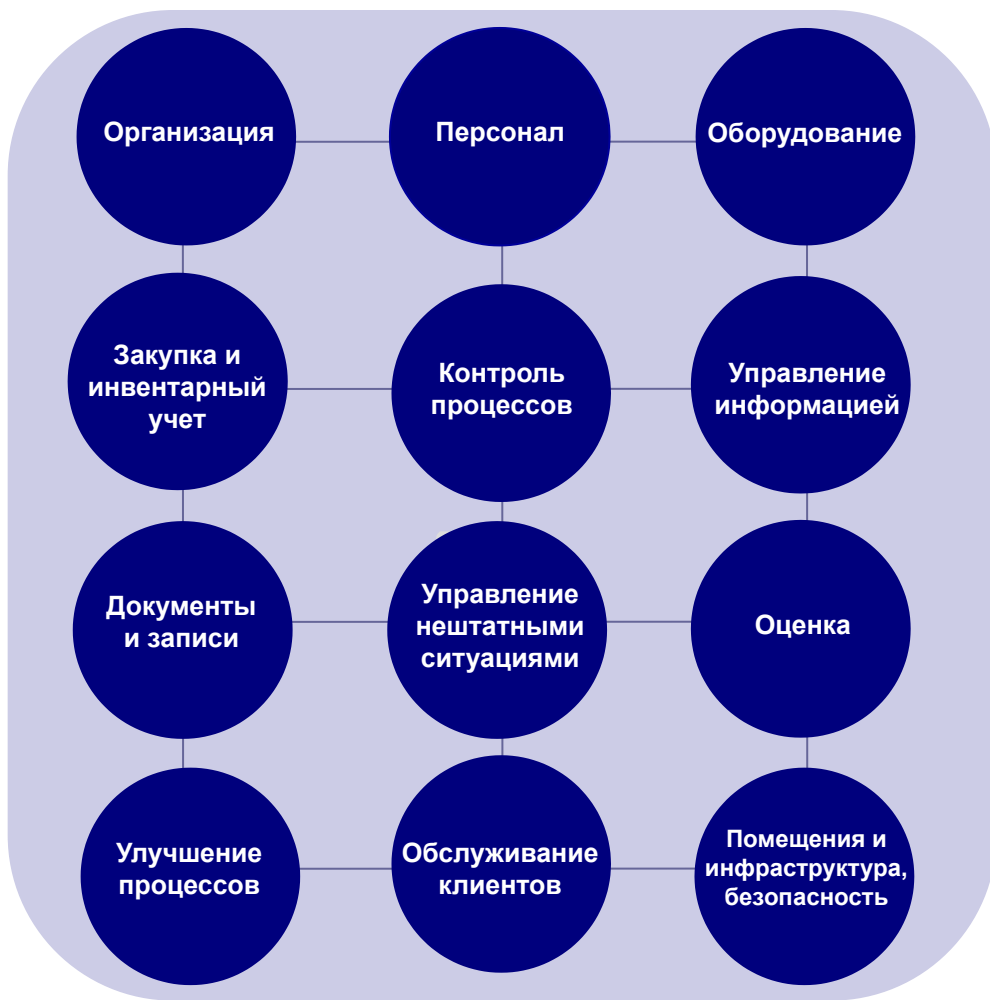 Организация
Персонал
Оборудование
Закупка и
инвентарный
учет
Контроль
процессов
Управление
информацией
Документы
и записи
Управление
нештатными
ситуациями
Оценка
Улучшение
процессов
Обслуживание
клиентов
Помещения и
инфраструктура,
безопасность